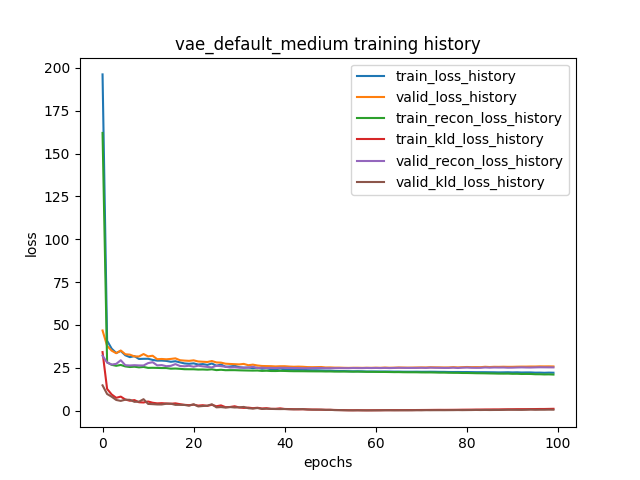 vae_default_medium training history
200
175
150
125
100
75
50
25
0
loss
train_loss_history
valid_loss_history
train_recon_loss_history
train_kld_loss_history
valid_recon_loss_history
valid_kld_loss_history
0 20 40 60 80 100
epochs